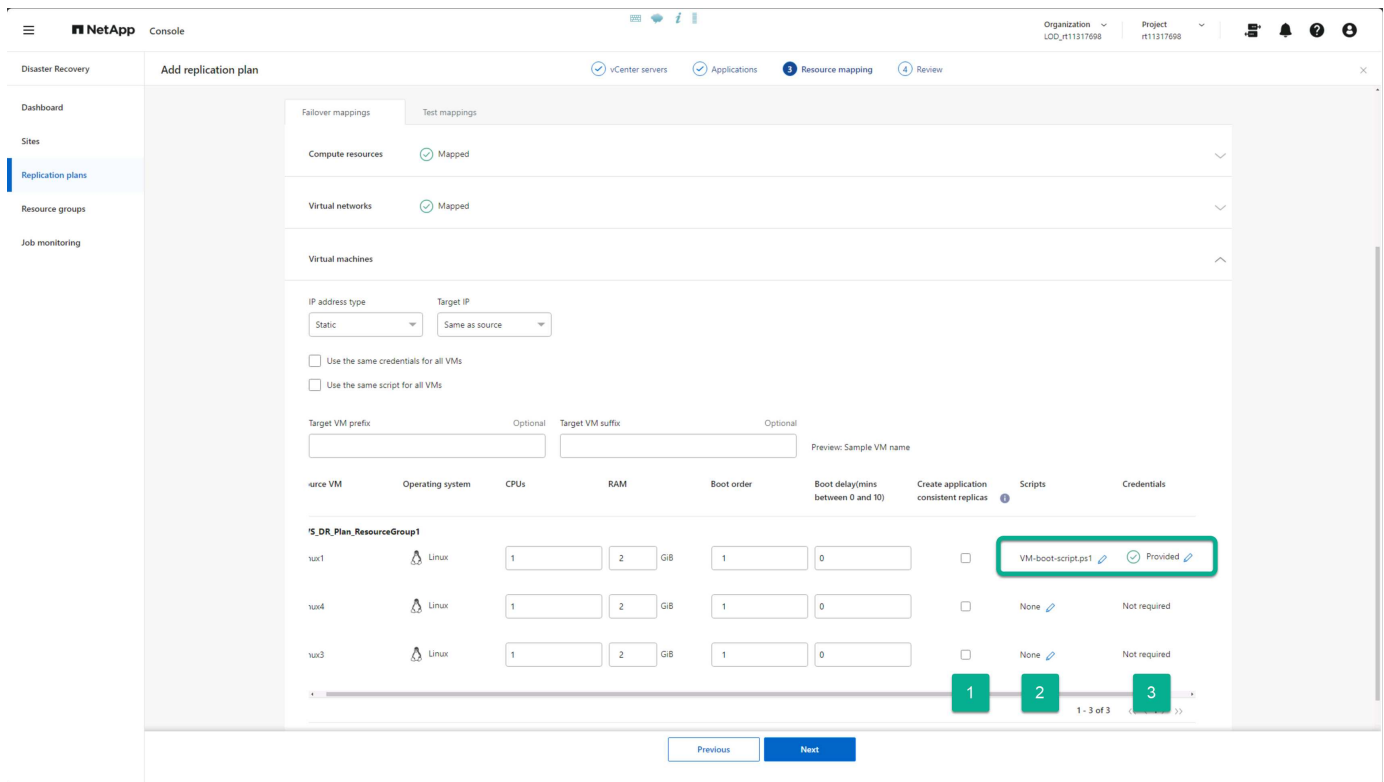 NetApp Console
Organization
LOD_rt11317698
Project
rt11317698
Disaster Recovery
Add replication plan
vCenter servers
Applications
3 Resource mapping
4 Review
Dashboard
Sites
Replication plans
Resource groups
Job monitoring
Failover mappings
Test mappings
Compute resources Mapped
Virtual networks Mapped
Virtual machines
IP address type
Target IP
Static
Same as source
Use the same credentials for all VMs
Use the same script for all VMs
Target VM prefix Optional
Target VM suffix Optional
Preview: Sample VM name
urce VM
Operating system
CPUs
RAM
Boot order
Boot delay(mins
between 0 and 10)
Create application
consistent replicas
Scripts
Credentials
'S_DR_Plan_ResourceGroup1
nux1 Linux 1 2 GiB 1 0 VM-boot-script.ps1 Provided
nux4 Linux 1 2 GiB 1 0 None Not required
nux3 Linux 1 2 GiB 1 0 None Not required
1 2 3
1 - 3 of 3
Previous
Next